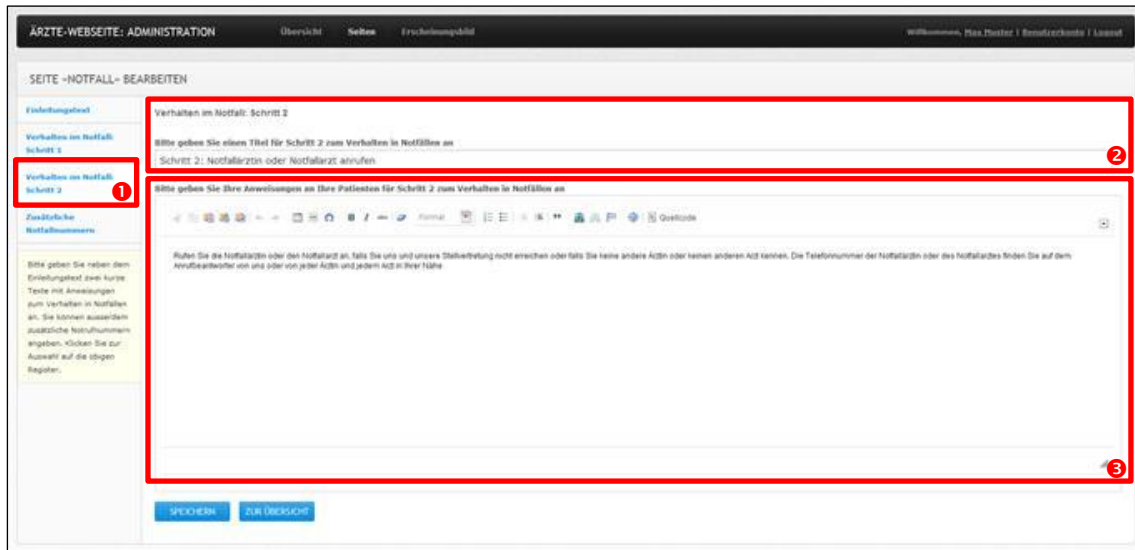 ÄRZTE-WEBSEITE: ADMINISTRATION Übersicht Seiten Erscheinungsbild Willkommen, Max Muster | Benutzerkonto | Logout
SEITE «NOTFALL» BEARBEITEN
Einleitungstext
Verhalten im Notfall:
Schritt 1
Verhalten im Notfall:
Schritt 2
1
Zusätzliche
Notfallnummern
Bitte geben Sie neben dem
Einleitungstext zwei kurze
Texte mit Anweisungen
zum Verhalten in Notfällen
an. Sie können ausserdem
zusätzliche Notrufnummern
angeben. Klicken Sie zur
Auswahl auf die obigen
Register.
Verhalten im Notfall: Schritt 2
Bitte geben Sie einen Titel für Schritt 2 zum Verhalten in Notfällen an
Schritt 2: Notfallärztin oder Notfallarzt anrufen
2
Bitte geben Sie Ihre Anweisungen an Ihre Patienten für Schritt 2 zum Verhalten in Notfällen an
B I Format Quellcode
Rufen Sie die Notfallärztin oder den Notfallarzt an, falls Sie uns und unsere Stellvertretung nicht erreichen oder falls Sie keine andere Ärztin oder keinen anderen Arzt kennen. Die Telefonnummer der Notfallärztin oder des Notfallarztes finden Sie auf dem
Anrufbeantworter von uns oder von jeder Ärztin und jedem Arzt in Ihrer Nähe
3
SPEICHERN ZUR ÜBERSICHT